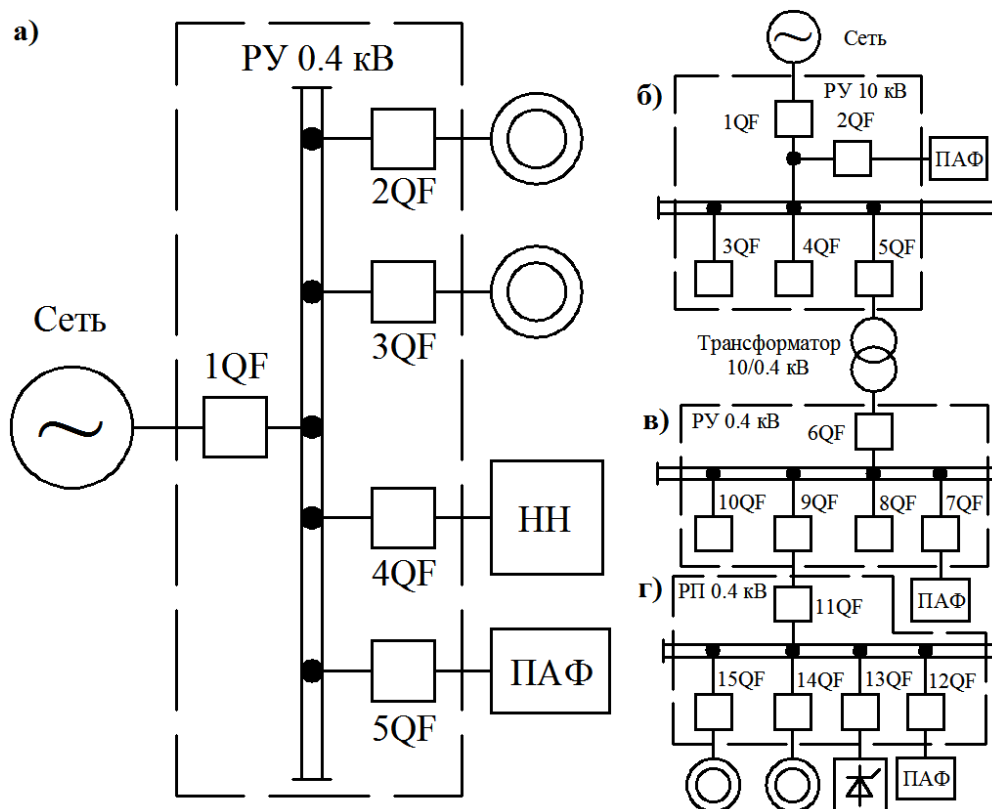 а)
РУ 0.4 кВ
2QF
3QF
Сеть
1QF
НН
4QF
ПАФ
5QF
Сеть
б)
РУ 10 кВ
1QF
2QF
ПАФ
3QF
4QF
5QF
Трансформатор
10/0.4 кВ
в)
РУ 0.4 кВ
6QF
10QF
9QF
8QF
7QF
ПАФ
г)
РП 0.4 кВ
11QF
15QF
14QF
13QF
12QF
ПАФ